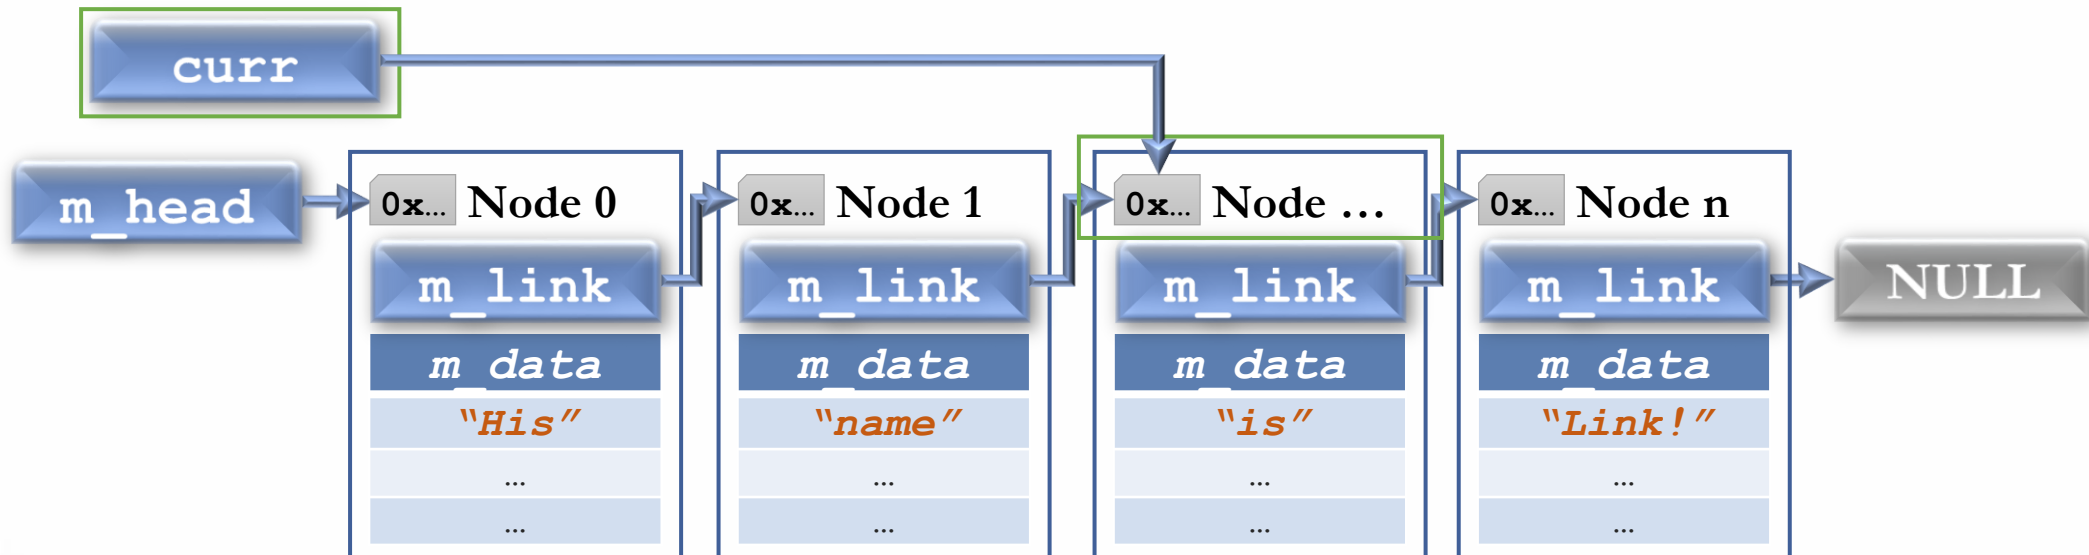 curr
m_head
0x… Node 0
0x… Node 1
0x… Node …
0x… Node n
m_link
m_link
m_link
m_link
NULL
m_data
m_data
m_data
m_data
“His”
“name”
“is”
“Link!”
…
…
…
…
…
…
…
…